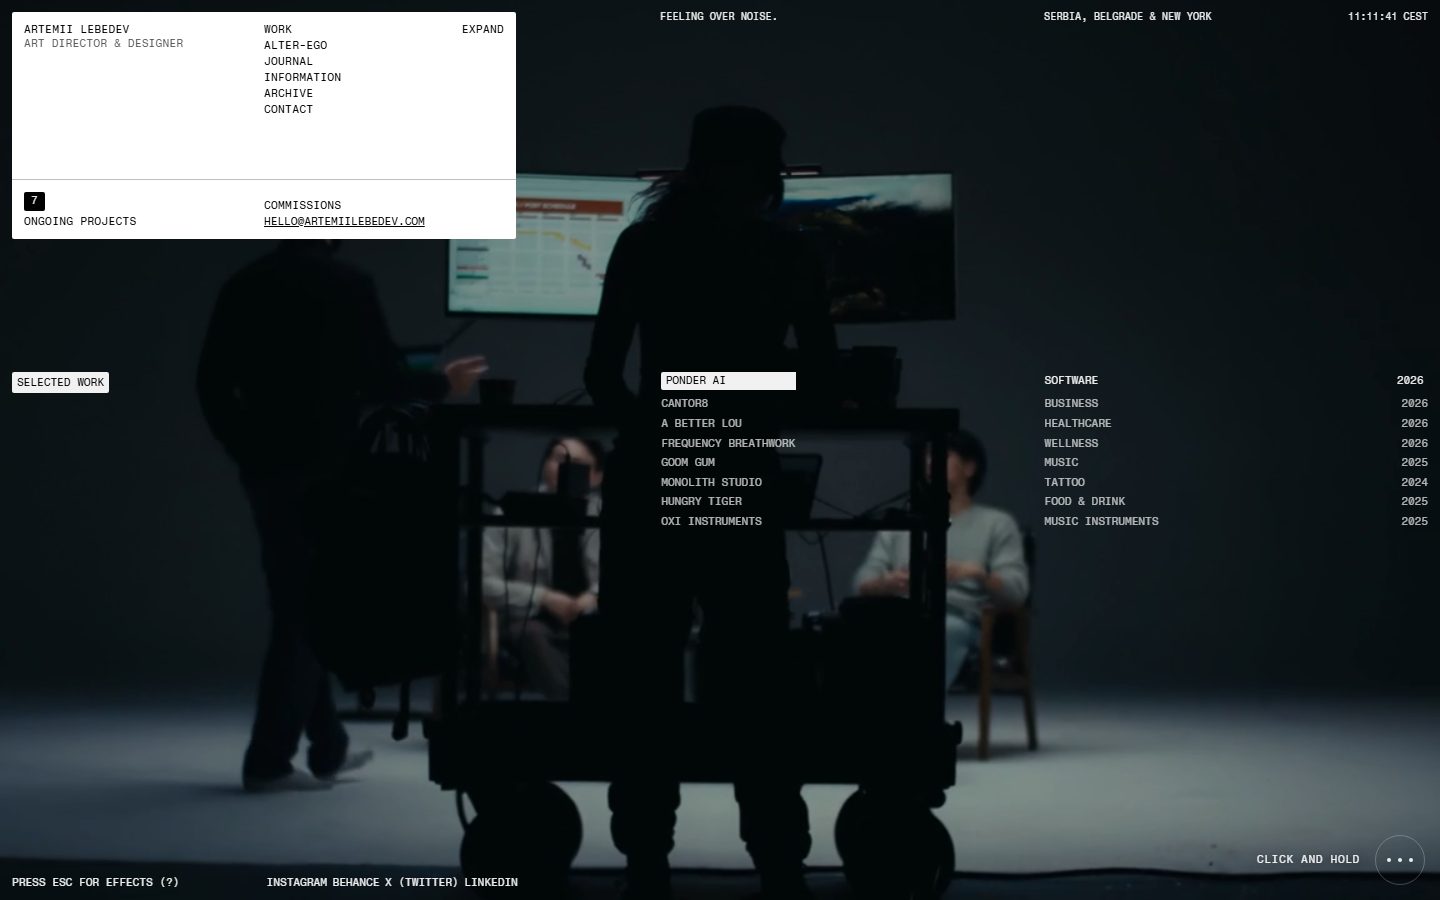 ARTEMII LEBEDEV
ART DIRECTOR & DESIGNER
WORK
ALTER-EGO
JOURNAL
INFORMATION
ARCHIVE
CONTACT
EXPAND
7
ONGOING PROJECTS
COMMISSIONS
HELLO@ARTEMIILEBEDEV.COM
FEELING OVER NOISE.
SERBIA, BELGRADE & NEW YORK
11:11:41 CEST
SELECTED WORK
PONDER AI SOFTWARE 2026
CANTOR8 BUSINESS 2026
A BETTER LOU HEALTHCARE 2026
FREQUENCY BREATHWORK WELLNESS 2026
GOOM GUM MUSIC 2025
MONOLITH STUDIO TATTOO 2024
HUNGRY TIGER FOOD & DRINK 2025
OXI INSTRUMENTS MUSIC INSTRUMENTS 2025
CLICK AND HOLD
PRESS ESC FOR EFFECTS (?)
INSTAGRAM BEHANCE X (TWITTER) LINKEDIN